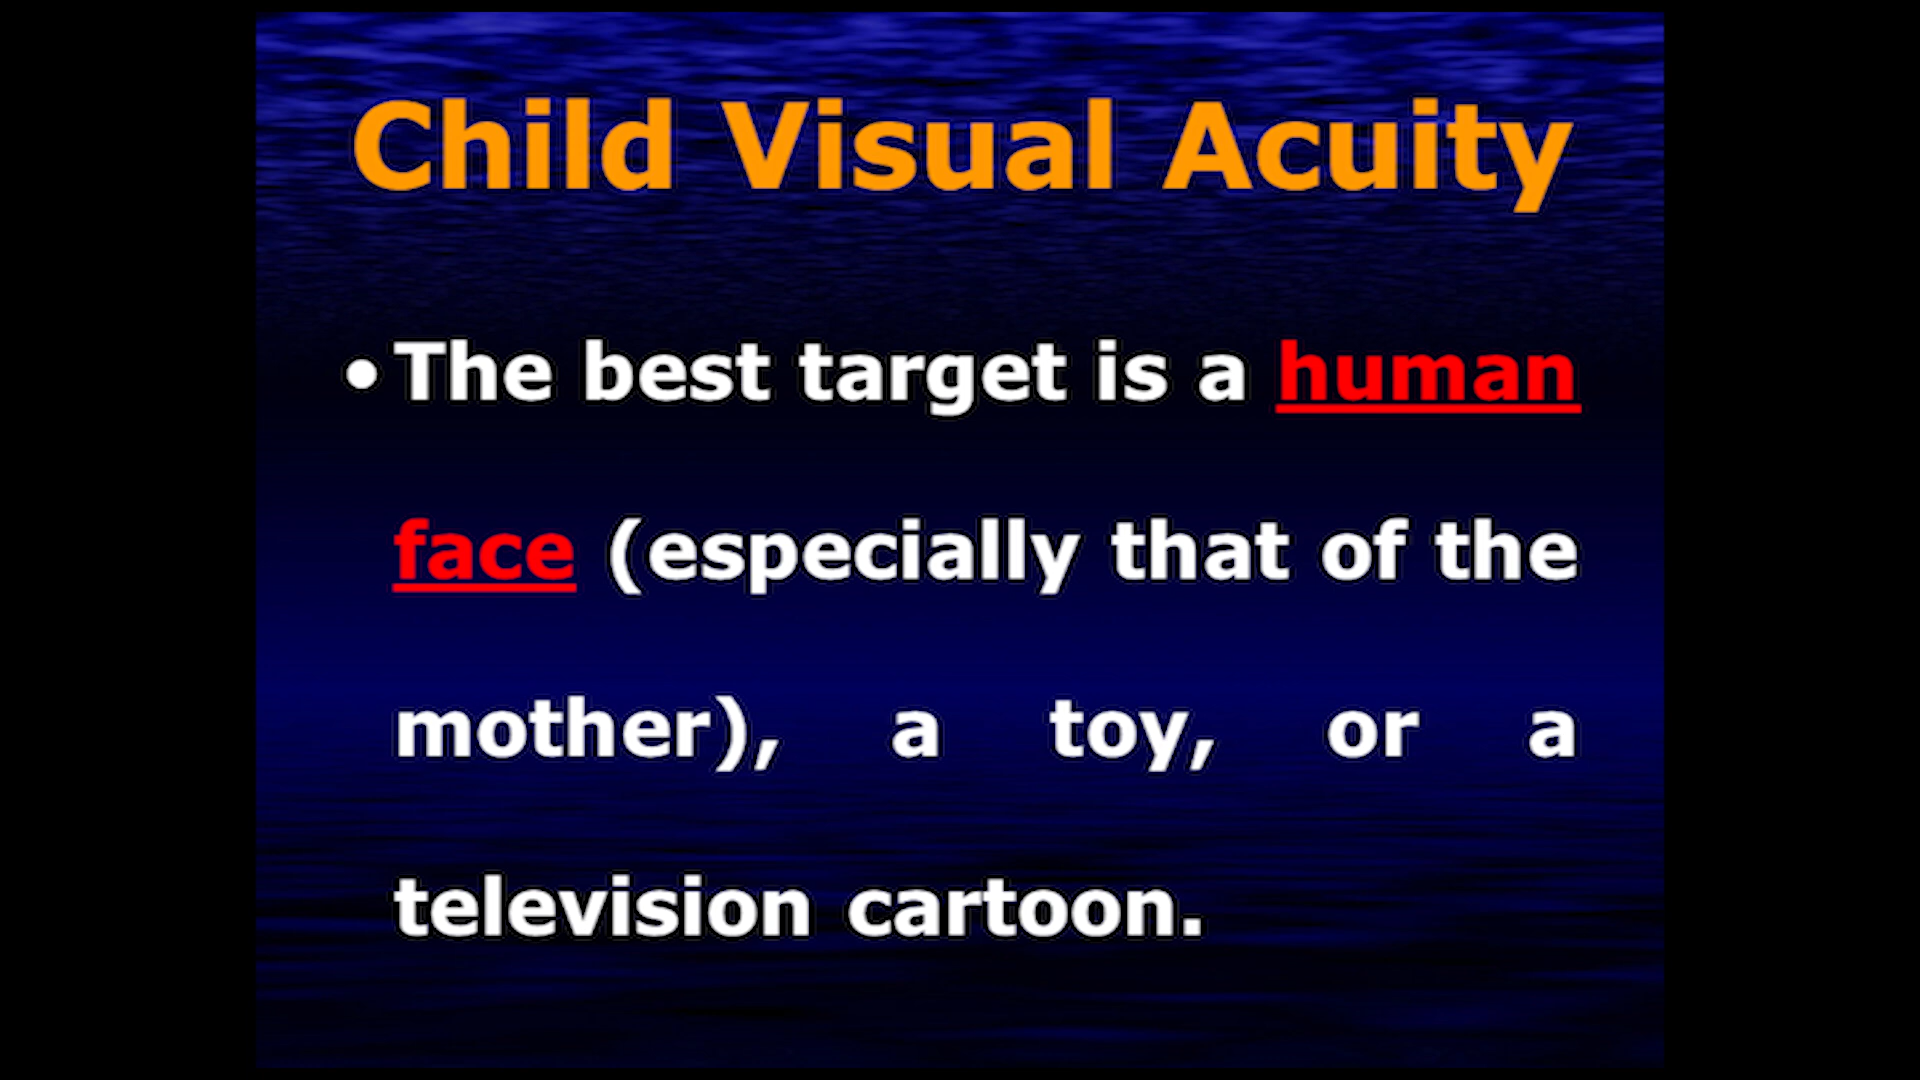 Child Visual Acuity
• The best target is a human
face (especially that of the
mother), a toy, or a
television cartoon.